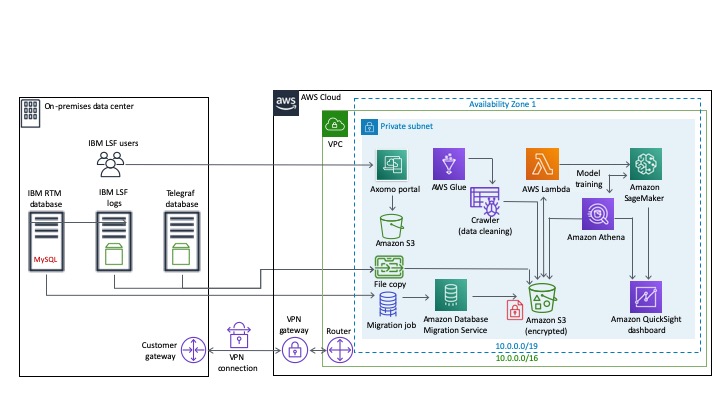 aws
AWS Cloud
On-premises data center
Availability Zone 1
Private subnet
VPC
IBM LSF users
IBM RTM
database
IBM LSF
logs
Telegraf
database
MySQL
Axomo portal
AWS Glue
AWS Lambda
Model
training
Amazon
SageMaker
Crawler
(data cleaning)
Amazon Athena
Amazon S3
File copy
Migration job
Amazon Database
Migration Service
Amazon S3
(encrypted)
Amazon QuickSight
dashboard
Customer
gateway
VPN
connection
VPN
gateway
Router
10.0.0.0/19
10.0.0.0/16